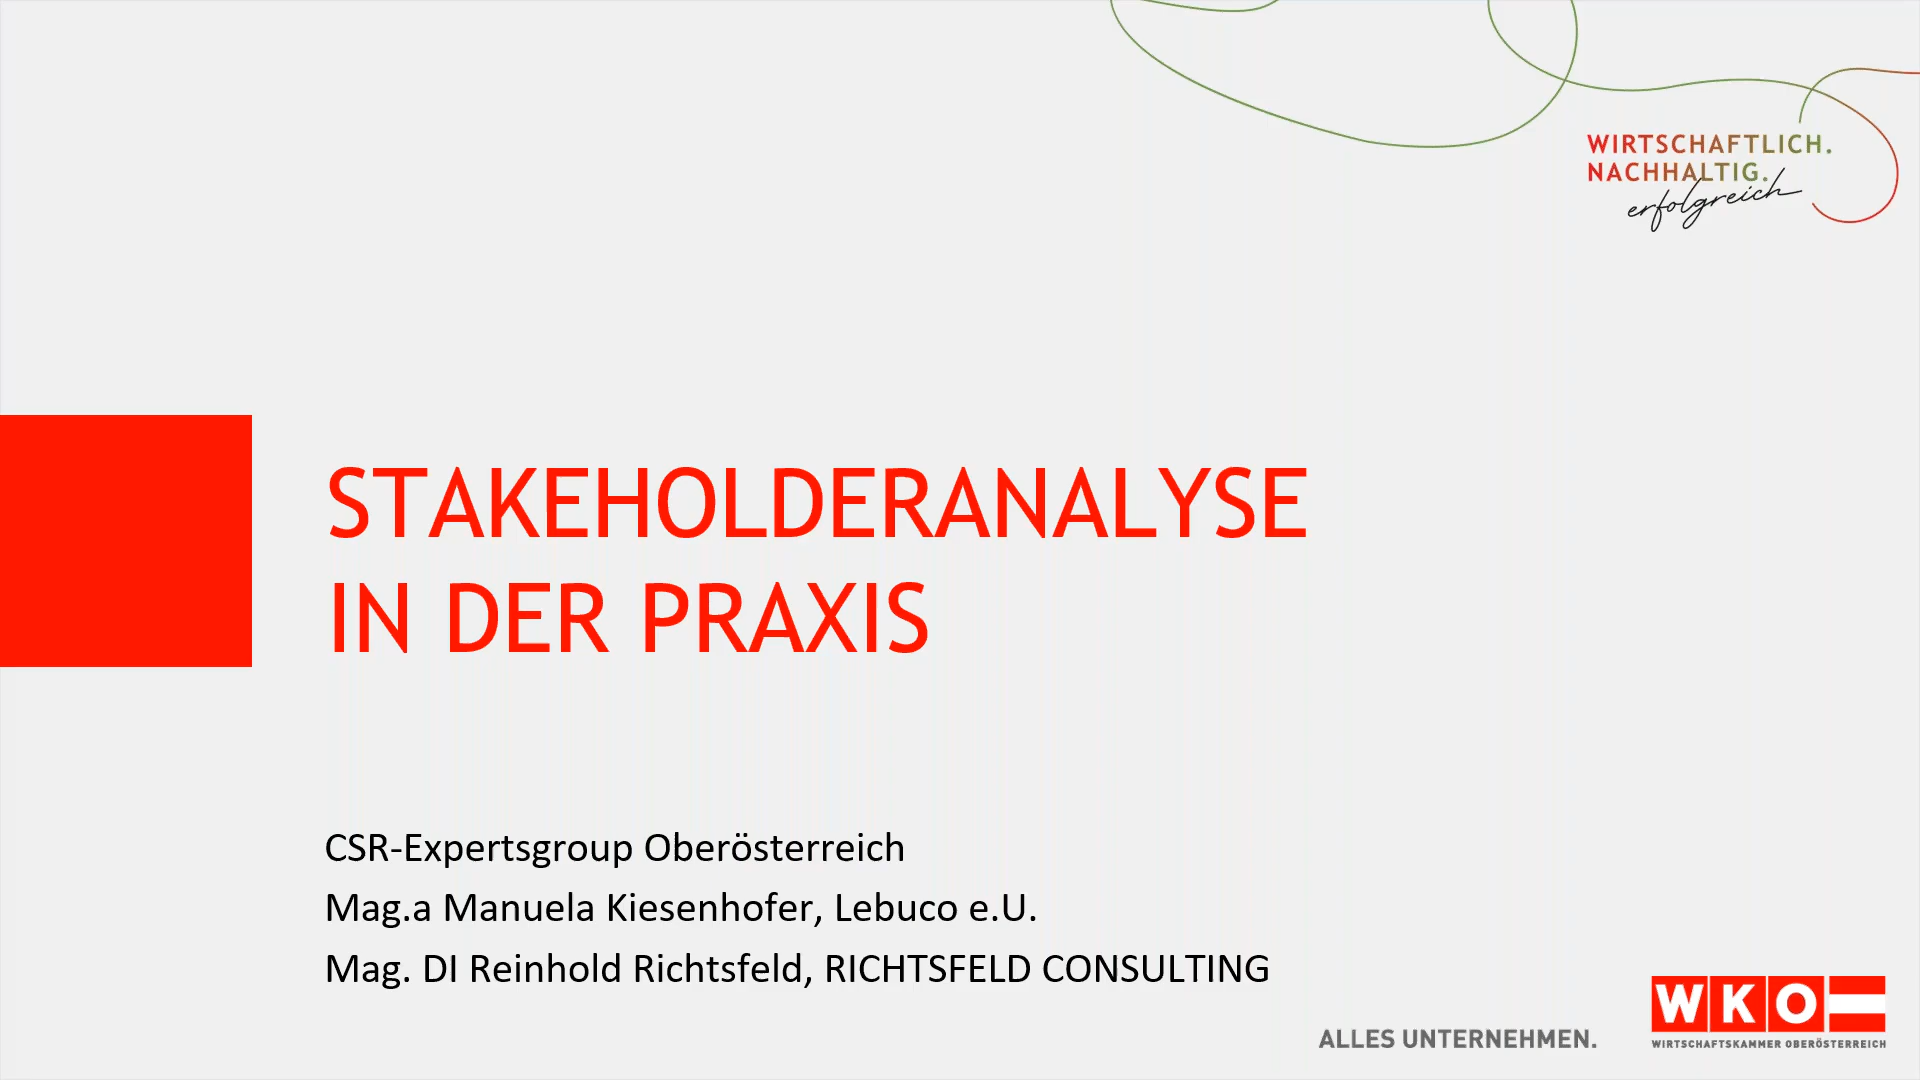 WIRTSCHAFTLICH.
NACHHALTIG.
erfolgreich
STAKEHOLDERANALYSE
IN DER PRAXIS
CSR-Expertsgroup Oberösterreich
Mag.a Manuela Kiesenhofer, Lebuco e.U.
Mag. DI Reinhold Richtsfeld, RICHTSFELD CONSULTING
ALLES UNTERNEHMEN.
WKO
WIRTSCHAFTSKAMMER OBERÖSTERREICH